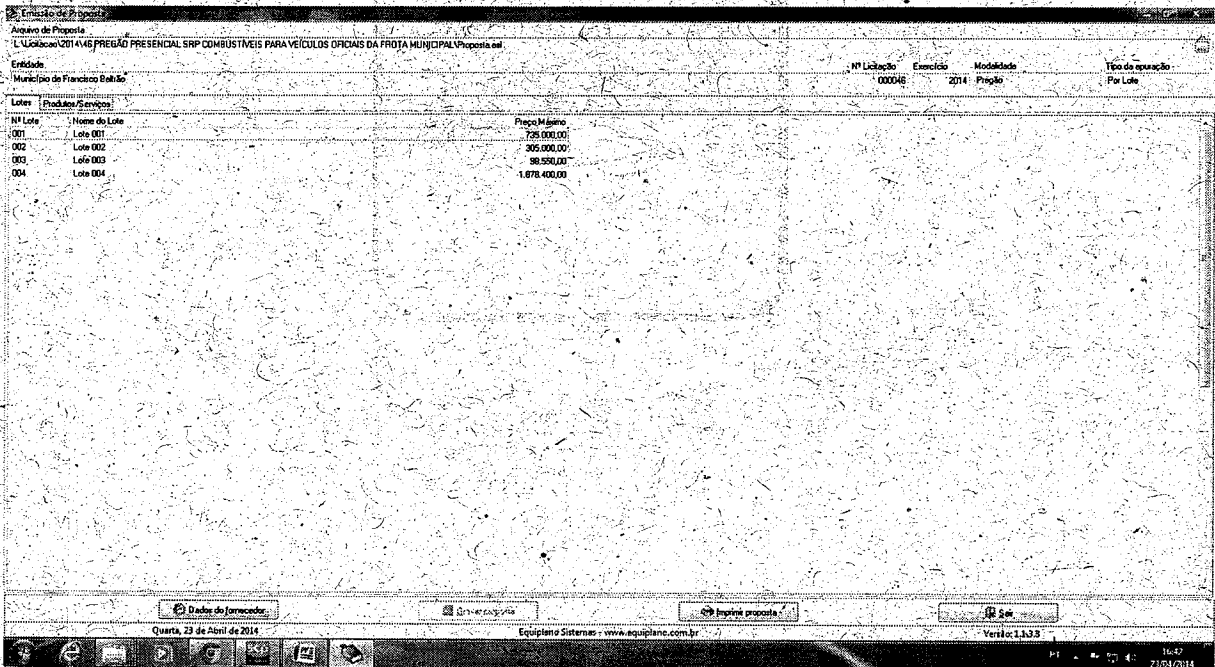 Emissão de Proposta
Arquivo de Proposta
L:\Licitacao\2014\46 PREGÃO PRESENCIAL SRP COMBUSTÍVEIS PARA VEÍCULOS OFICIAIS DA FROTA MUNICIPAL\Proposta.esl
Entidade Nº Licitação Exercício Modalidade Tipo da apuração
Município de Francisco Beltrão 000046 2014 Pregão Por Lote
Lotes Produtos/Serviços
Nº Lote Nome do Lote Preço Máximo
001 Lote 001 735.000,00
002 Lote 002 305.000,00
003 Lote 003 98.550,00
004 Lote 004 1.878.400,00
Dados do fornecedor Gravar proposta Imprimir proposta Sair
Quarta, 23 de Abril de 2014 Equiplano Sistemas - www.equiplano.com.br Versão: 1.1.3.3
PT 16:42
23/04/2014